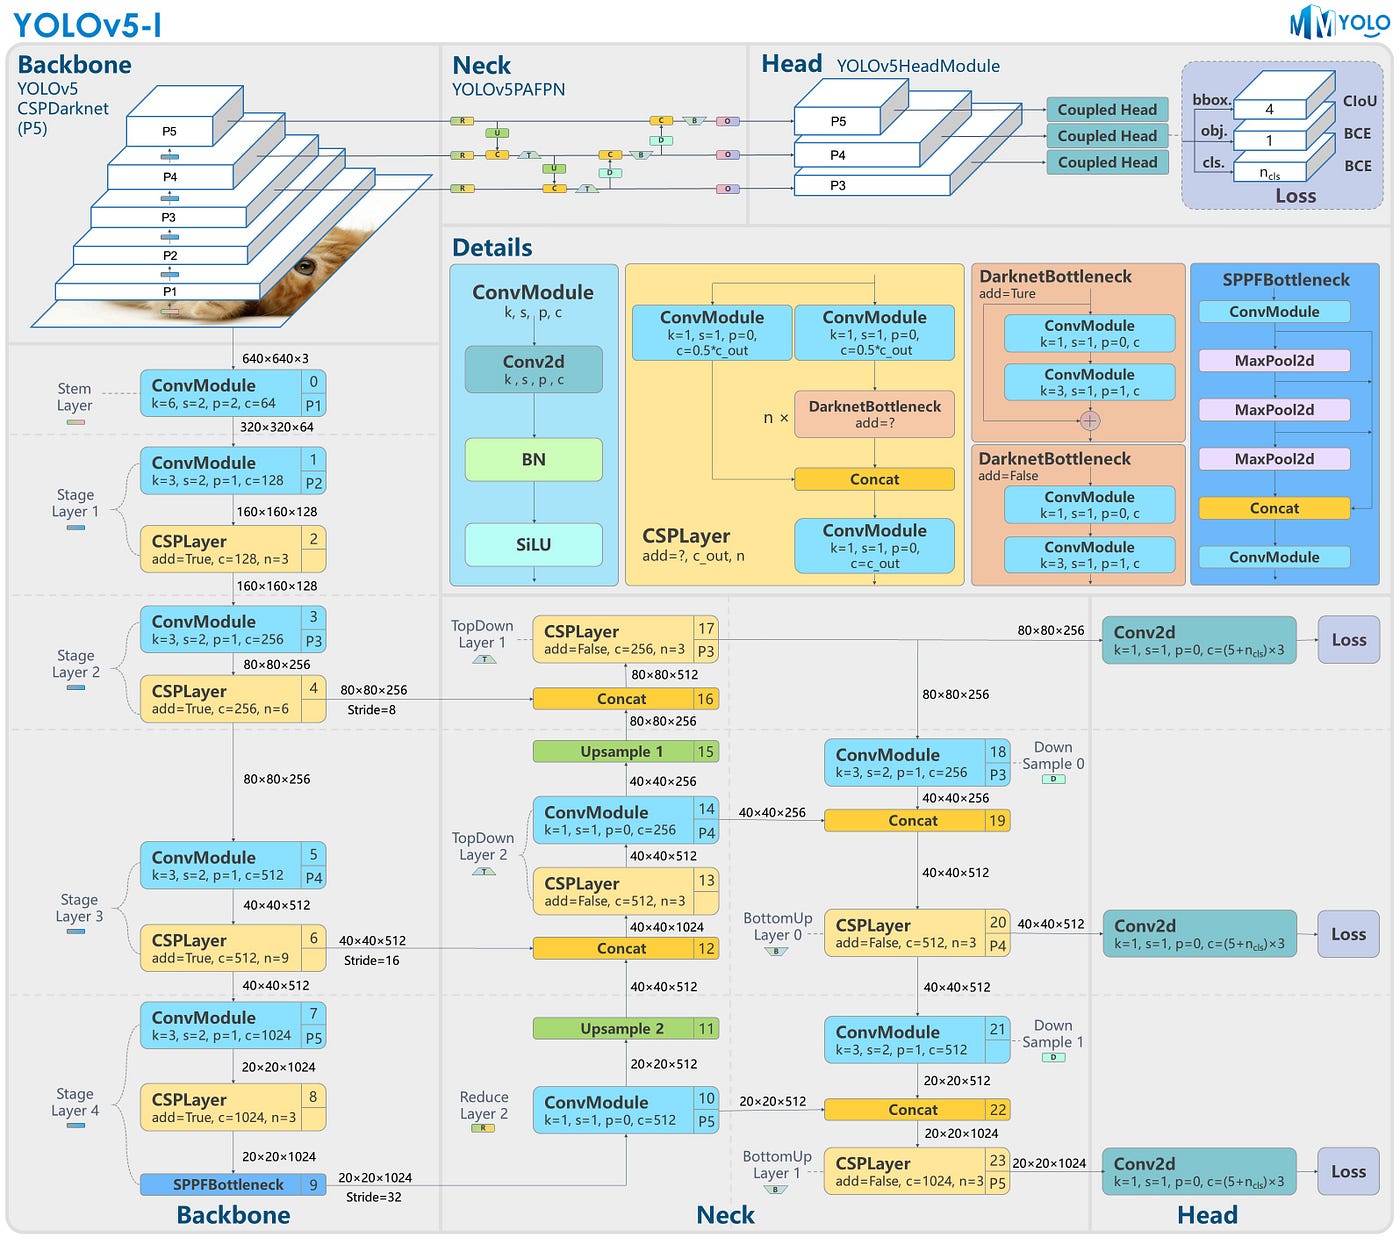 YOLOv5-l
MMYOLO
Backbone
YOLOv5
CSPDarknet
(P5)
P5
P4
P3
P2
P1
Neck
YOLOv5PAFPN
R
U
C
B
O
D
R
C
T
C
B
O
U
D
R
C
T
O
Head YOLOv5HeadModule
P5
P4
P3
Coupled Head
Coupled Head
Coupled Head
bbox. 4 CIoU
obj. 1 BCE
cls. ncls BCE
Loss
Details
ConvModule
k, s, p, c
Conv2d
k , s , p , c
BN
SiLU
ConvModule
k=1, s=1, p=0,
c=0.5*c_out
ConvModule
k=1, s=1, p=0,
c=0.5*c_out
n ×
DarknetBottleneck
add=?
Concat
ConvModule
k=1, s=1, p=0,
c=c_out
CSPLayer
add=?, c_out, n
DarknetBottleneck
add=Ture
ConvModule
k=1, s=1, p=0, c
ConvModule
k=3, s=1, p=1, c
DarknetBottleneck
add=False
ConvModule
k=1, s=1, p=0, c
ConvModule
k=3, s=1, p=1, c
SPPFBottleneck
ConvModule
MaxPool2d
MaxPool2d
MaxPool2d
Concat
ConvModule
640×640×3
Stem
Layer
ConvModule 0
k=6, s=2, p=2, c=64 P1
320×320×64
Stage
Layer 1
ConvModule 1
k=3, s=2, p=1, c=128 P2
160×160×128
CSPLayer 2
add=True, c=128, n=3
160×160×128
Stage
Layer 2
ConvModule 3
k=3, s=2, p=1, c=256 P3
80×80×256
CSPLayer 4
add=True, c=256, n=6
80×80×256
Stride=8
80×80×256
Stage
Layer 3
ConvModule 5
k=3, s=2, p=1, c=512 P4
40×40×512
CSPLayer 6
add=True, c=512, n=9
40×40×512
Stride=16
40×40×512
Stage
Layer 4
ConvModule 7
k=3, s=2, p=1, c=1024 P5
20×20×1024
CSPLayer 8
add=True, c=1024, n=3
20×20×1024
SPPFBottleneck 9
20×20×1024
Stride=32
Backbone
TopDown
Layer 1
T
CSPLayer 17
add=False, c=256, n=3 P3
80×80×512
Concat 16
80×80×256
Upsample 1 15
40×40×256
TopDown
Layer 2
T
ConvModule 14
k=1, s=1, p=0, c=256 P4
40×40×512
CSPLayer 13
add=False, c=512, n=3
40×40×1024
Concat 12
40×40×512
Upsample 2 11
20×20×512
Reduce
Layer 2
R
ConvModule 10
k=1, s=1, p=0, c=512 P5
80×80×256
80×80×256
ConvModule 18
k=3, s=2, p=1, c=256 P3
Down
Sample 0
D
40×40×256
40×40×256
Concat 19
40×40×512
BottomUp
Layer 0
B
CSPLayer 20
add=False, c=512, n=3 P4
40×40×512
40×40×512
ConvModule 21
k=3, s=2, p=1, c=512
Down
Sample 1
D
20×20×512
20×20×512
Concat 22
20×20×1024
BottomUp
Layer 1
B
CSPLayer 23
add=False, c=1024, n=3 P5
20×20×1024
Neck
Conv2d
k=1, s=1, p=0, c=(5+ncls)×3
Loss
Conv2d
k=1, s=1, p=0, c=(5+ncls)×3
Loss
Conv2d
k=1, s=1, p=0, c=(5+ncls)×3
Loss
Head